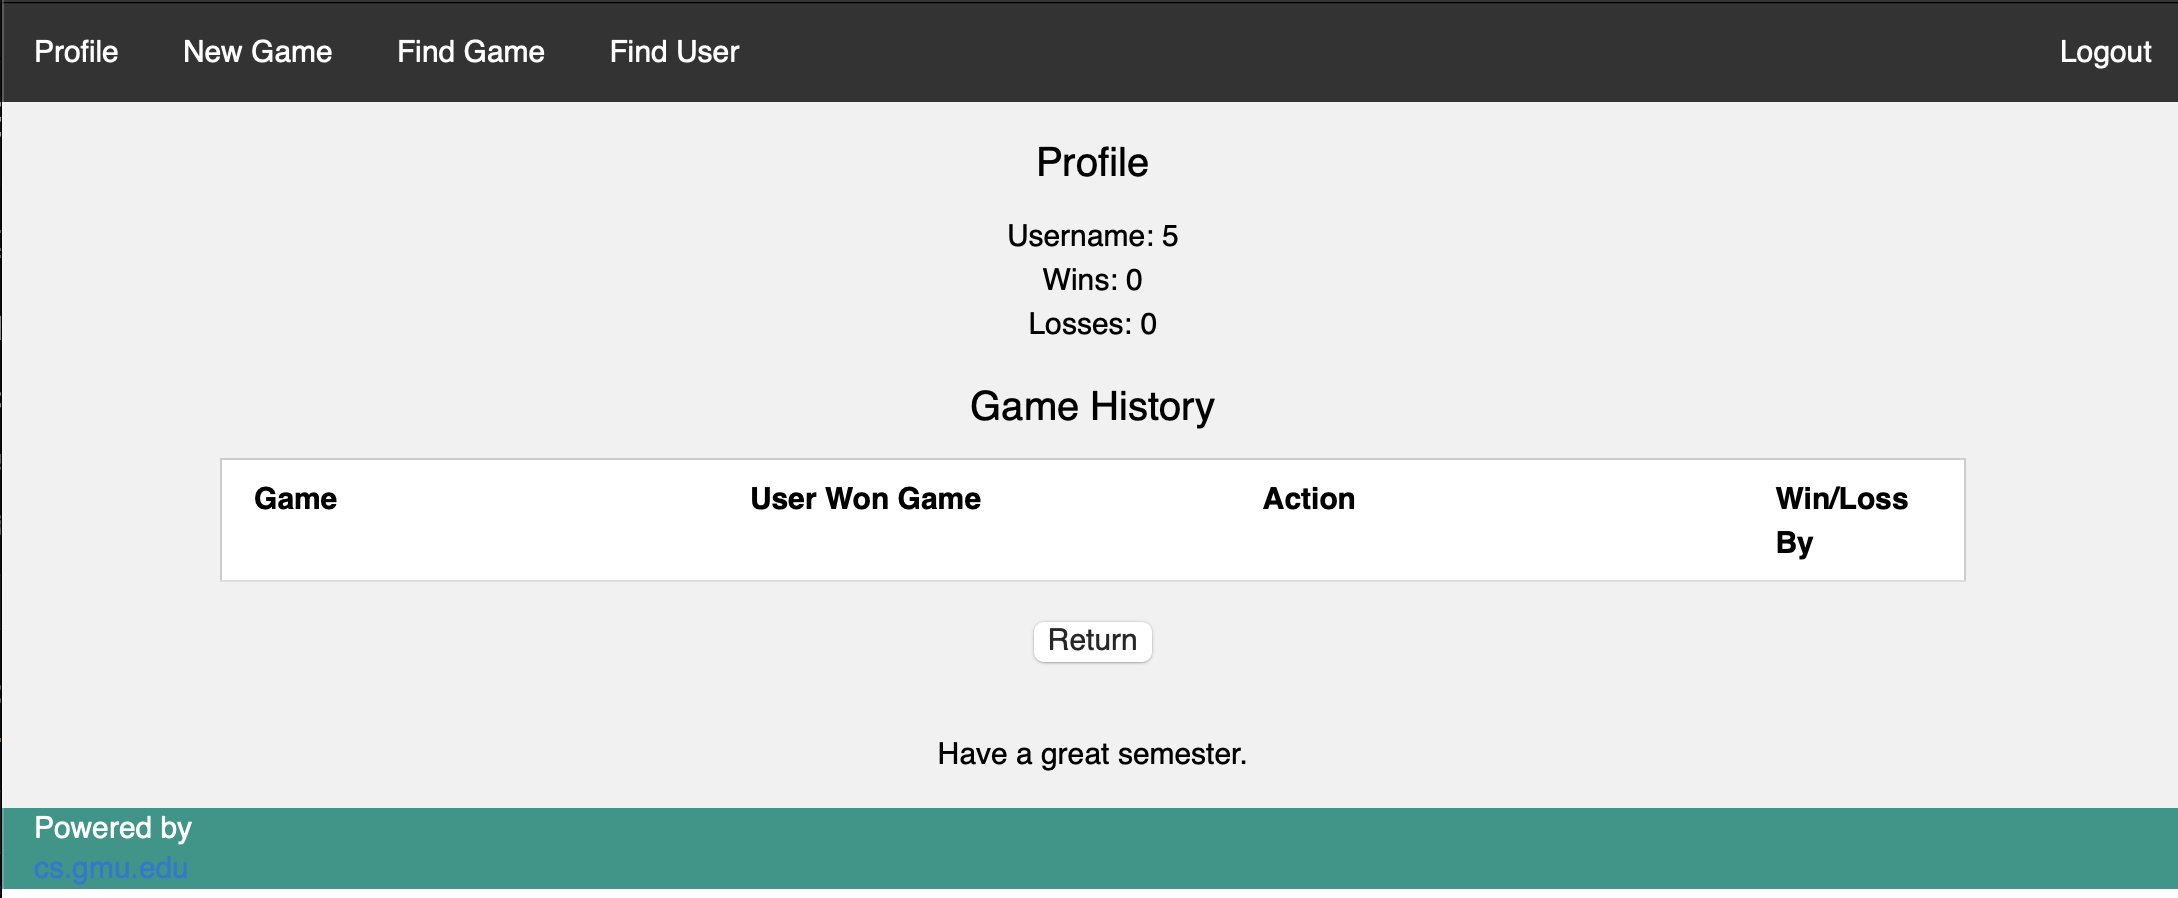 Profile New Game Find Game Find User Logout
Profile
Username: 5
Wins: 0
Losses: 0
Game History
Game User Won Game Action Win/Loss
By
Return
Have a great semester.
Powered by
cs.gmu.edu